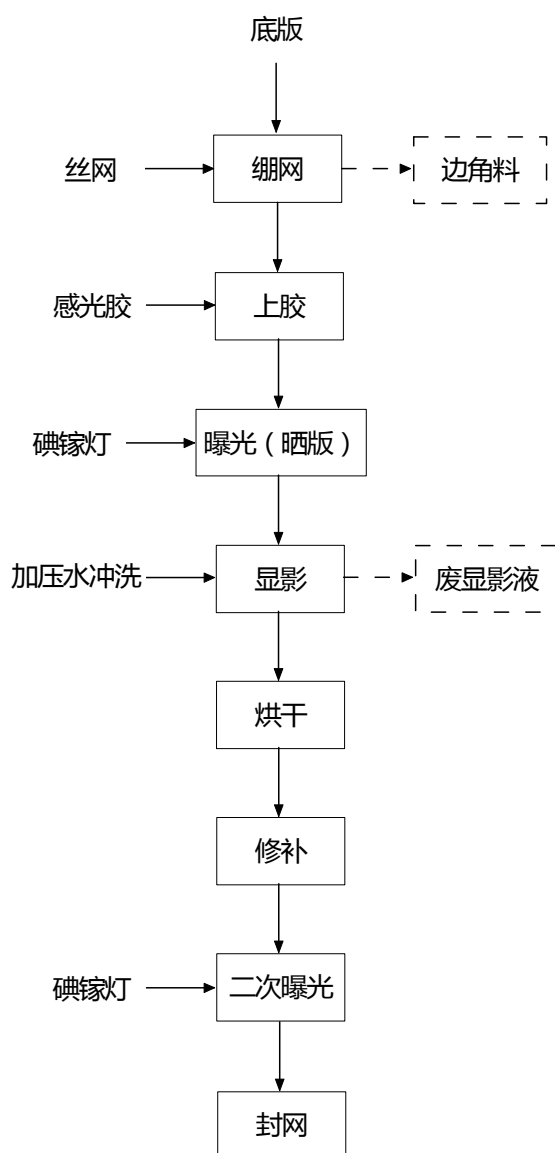 底版
丝网
绷网
边角料
感光胶
上胶
碘镓灯
曝光（晒版）
加压水冲洗
显影
废显影液
烘干
修补
碘镓灯
二次曝光
封网